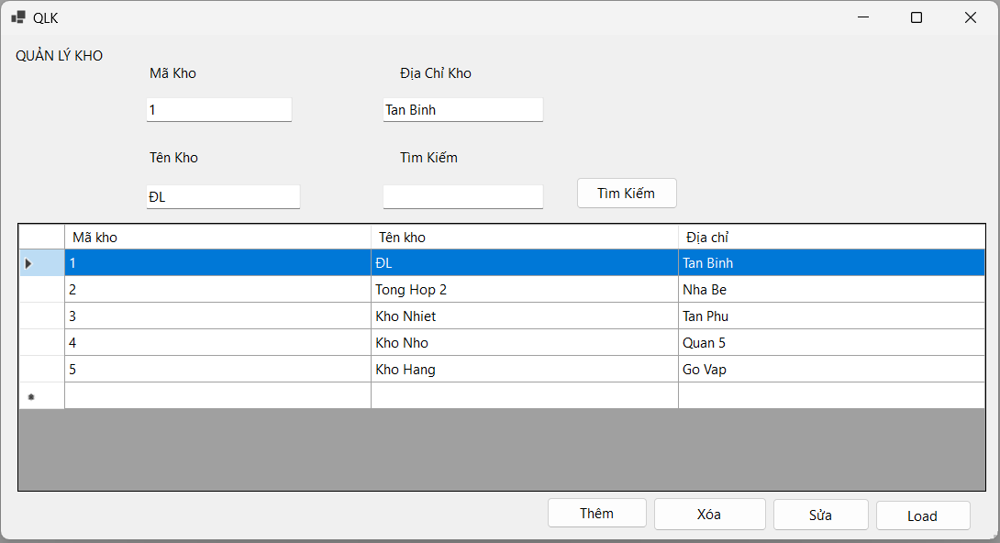 QLK
QUẢN LÝ KHO
Mã Kho Địa Chỉ Kho
1 Tan Binh
Tên Kho Tìm Kiếm
ĐL Tìm Kiếm
Mã kho Tên kho Địa chỉ
1 ĐL Tan Binh
2 Tong Hop 2 Nha Be
3 Kho Nhiet Tan Phu
4 Kho Nho Quan 5
5 Kho Hang Go Vap
Thêm Xóa Sửa Load